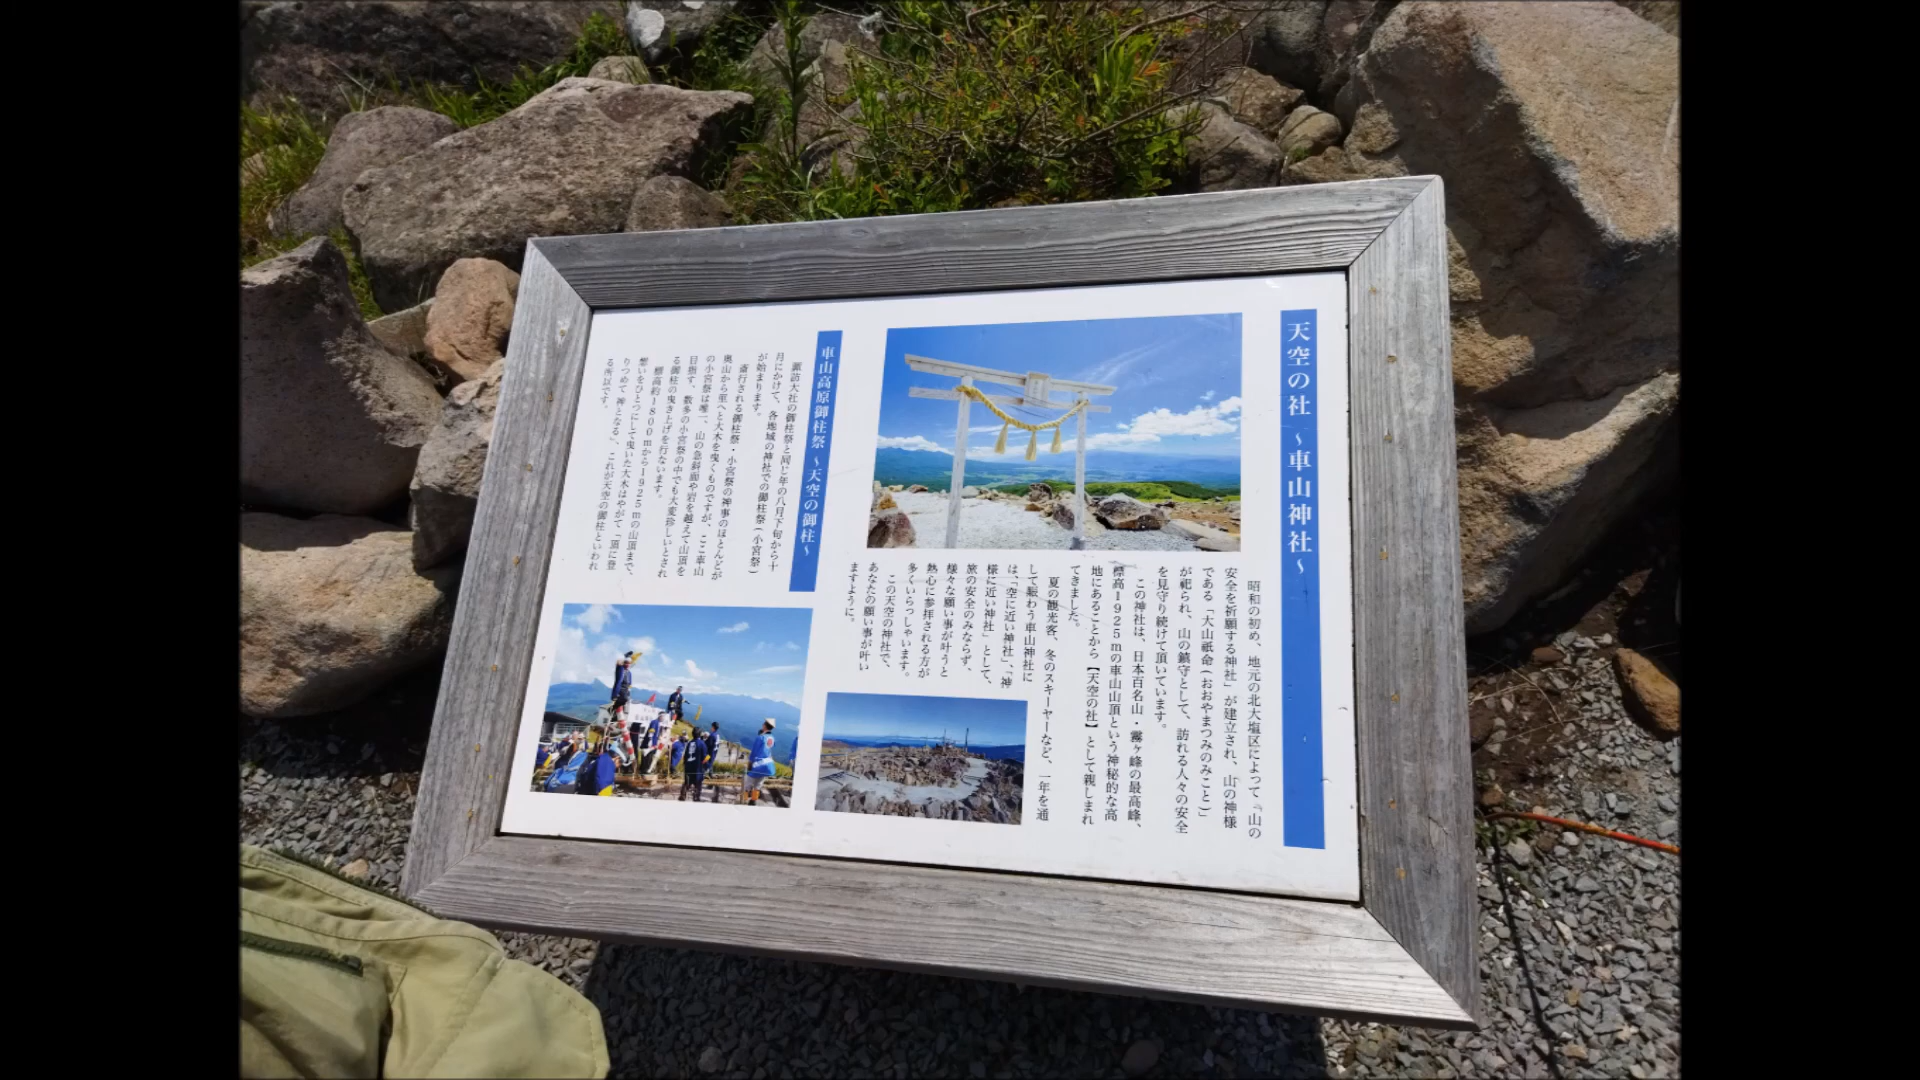 天空の社 ～車山神社～
昭和の初め、地元の北大塩区によって「山の
安全を祈願する神社」が建立され、山の神様
である「大山祇命(おおやまつみのみこと)」
が祀られ、山の鎮守として、訪れる人々の安全
を見守り続けて頂いています。
この神社は、日本百名山・霧ヶ峰の最高峰、
標高1925mの車山山頂という神秘的な高
地にあることから【天空の社】として親しまれ
てきました。
夏の観光客、冬のスキーヤーなど、一年を通
して賑わう車山神社に
は、「空に近い神社」、「神
様に近い神社」として、
旅の安全のみならず、
様々な願い事が叶うと
熱心に参拝される方が
多くいらっしゃいます。
この天空の神社で、
あなたの願い事が叶い
ますように。
車山高原御柱祭 ～天空の御柱～
諏訪大社の御柱祭と同じ年の八月下旬から十
月にかけて、各地域の神社での御柱祭(小宮祭)
が始まります。
斎行される御柱祭・小宮祭の神事のほとんどが
奥山から里へと大木を曳くものですが、ここ車山
の小宮祭は唯一、山の急斜面や岩を越えて山頂を
目指す、数多の小宮祭の中でも大変珍しいとされ
る御柱の曳き上げを行ないます。
標高約1800mから1925mの山頂まで、
想いをひとつにして曳いた大木はやがて「頂に登
りつめて 神となる」、これが天空の御柱といわれ
る所以です。